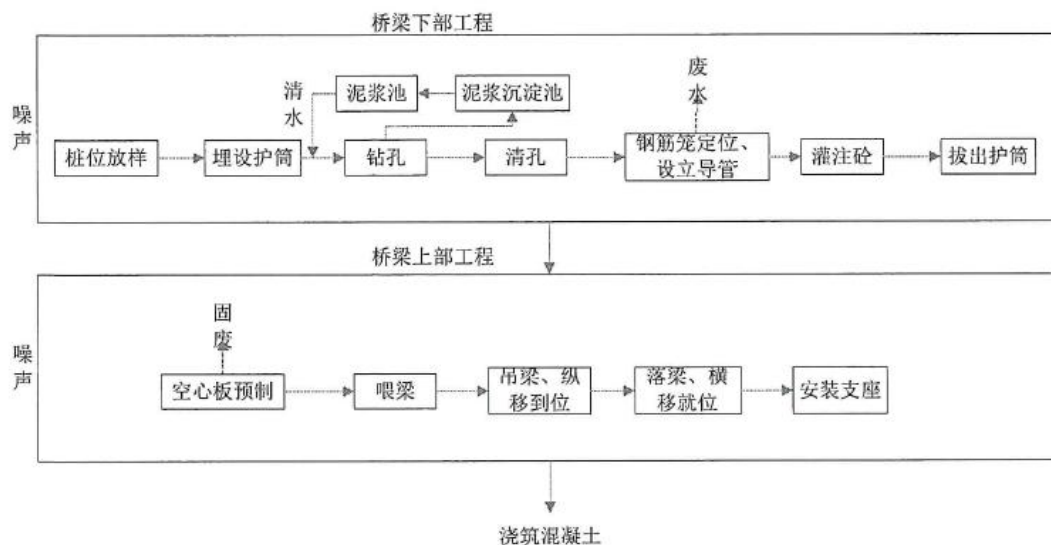 桥梁下部工程
噪声
清水
泥浆池
泥浆沉淀池
废水
桩位放样
埋设护筒
钻孔
清孔
钢筋笼定位、
设立导管
灌注砼
拔出护筒
桥梁上部工程
噪声
固废
空心板预制
喂梁
吊梁、纵
移到位
落梁、横
移就位
安装支座
浇筑混凝土